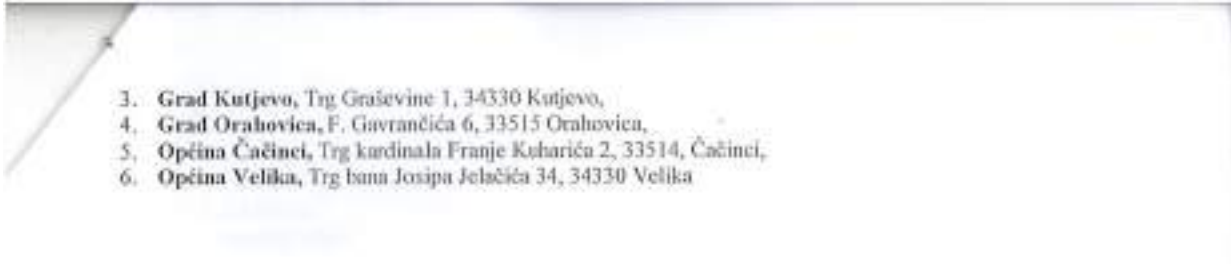 3. Grad Kutjevo, Trg Graševine 1, 34330 Kutjevo,
4. Grad Orahovica, F. Gavrančića 6, 33515 Orahovica,
5. Općina Čačinci, Trg kardinala Franje Kuharića 2, 33514, Čačinci,
6. Općina Velika, Trg bana Josipa Jelačića 34, 34330 Velika